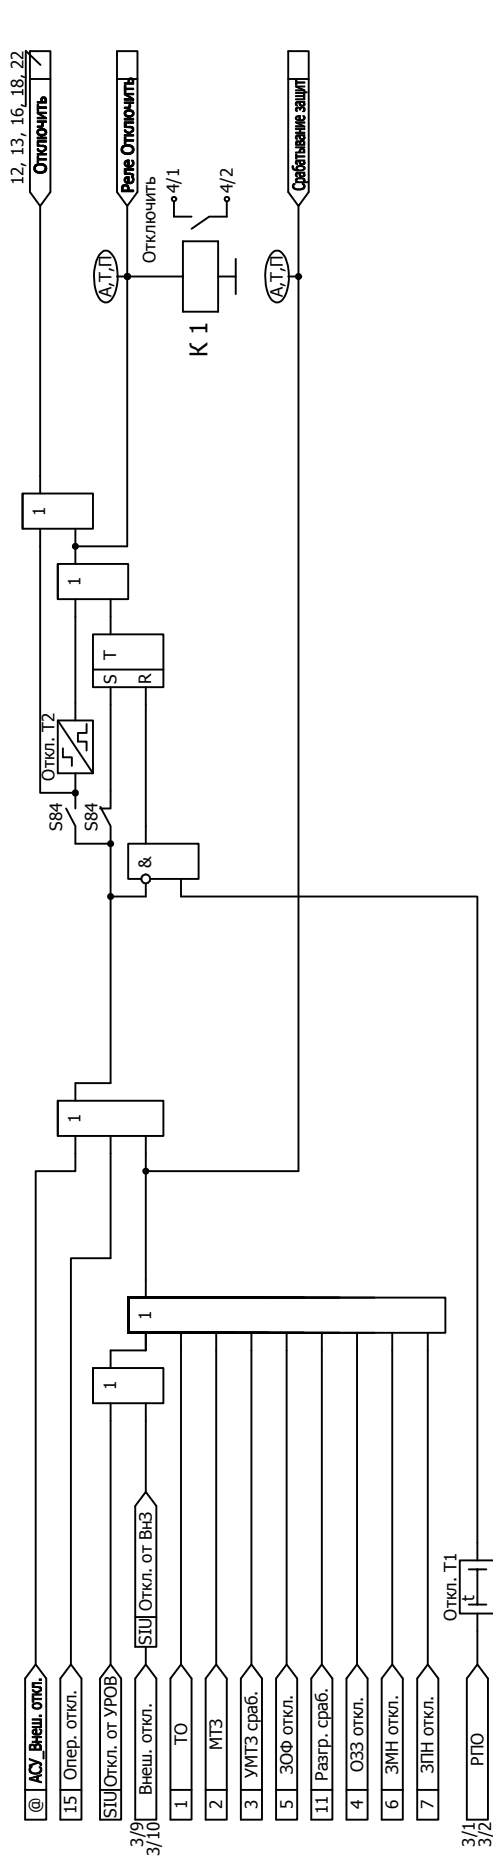 12, 13, 16, 18, 22
Отключить
Реле Отключить
Срабатывание защит
А,Т,П
Отключить
4/1
4/2
К 1
А,Т,П
1
1
T
S
R
Откл. Т2
S84
S84
&
1
1
1
@ АСУ_Внеш. откл.
15 Опер. откл.
SIU Откл. от УРОВ
3/9
3/10
Внеш. откл.
SIU Откл. от ВнЗ
1 ТО
2 МТЗ
3 УМТЗ сраб.
5 ЗОФ откл.
11 Разгр. сраб.
4 ОЗЗ откл.
6 ЗМН откл.
7 ЗПН откл.
Откл. Т1
t
3/1
3/2
РПО